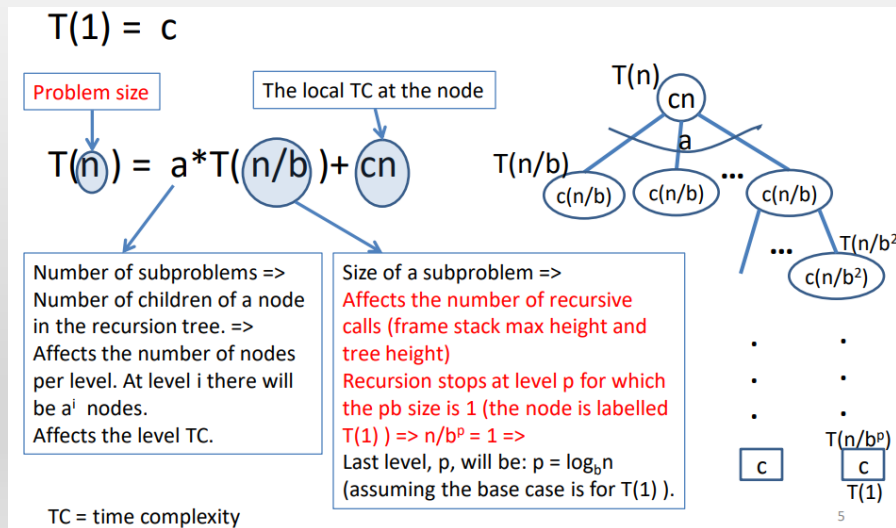 T(1) = c
Problem size
The local TC at the node
T(n) = a*T(n/b)+ cn
Number of subproblems =>
Number of children of a node
in the recursion tree. =>
Affects the number of nodes
per level. At level i there will
be aⁱ nodes.
Affects the level TC.
Size of a subproblem =>
Affects the number of recursive
calls (frame stack max height and
tree height)
Recursion stops at level p for which
the pb size is 1 (the node is labelled
T(1) ) => n/bᵖ = 1 =>
Last level, p, will be: p = log_b n
(assuming the base case is for T(1) ).
TC = time complexity
T(n)
cn
a
T(n/b)
c(n/b) c(n/b) ... c(n/b)
... T(n/b²
c(n/b²)
. .
. .
. .
T(n/bᵖ)
c c
T(1)
5